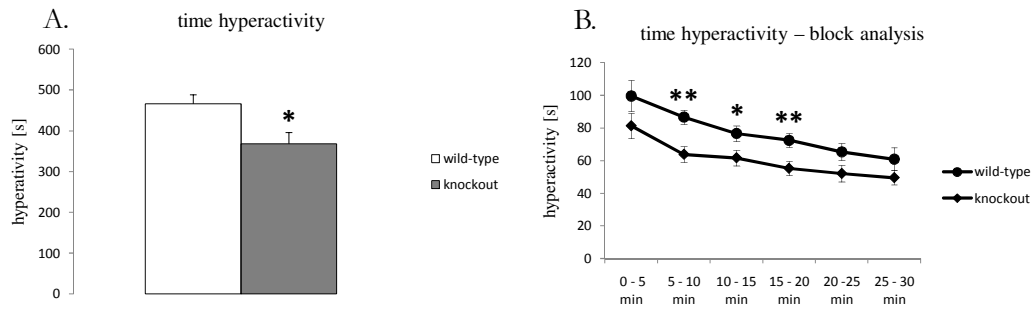 A.
time hyperactivity
600
500
400
300
200
100
0
hyperativity [s]
*
wild-type
knockout
B.
time hyperactivity – block analysis
120
100
80
60
40
20
0
hyperactivity [s]
** * **
0 - 5 5 - 10 10 - 15 15 - 20 20 -25 25 - 30
min min min min min min
wild-type
knockout